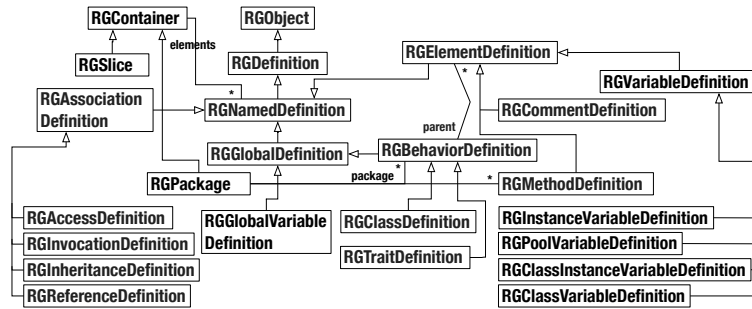 RGContainer
RGObject
elements
RGElementDefinition
RGSlice
RGDefinition
*
RGVariableDefinition
RGAssociation
Definition
*
RGNamedDefinition
RGCommentDefinition
parent
RGGlobalDefinition
RGBehaviorDefinition
RGPackage
package
*
*
RGMethodDefinition
RGAccessDefinition
RGGlobalVariable
Definition
RGClassDefinition
RGInstanceVariableDefinition
RGInvocationDefinition
RGPoolVariableDefinition
RGTraitDefinition
RGInheritanceDefinition
RGClassInstanceVariableDefinition
RGReferenceDefinition
RGClassVariableDefinition